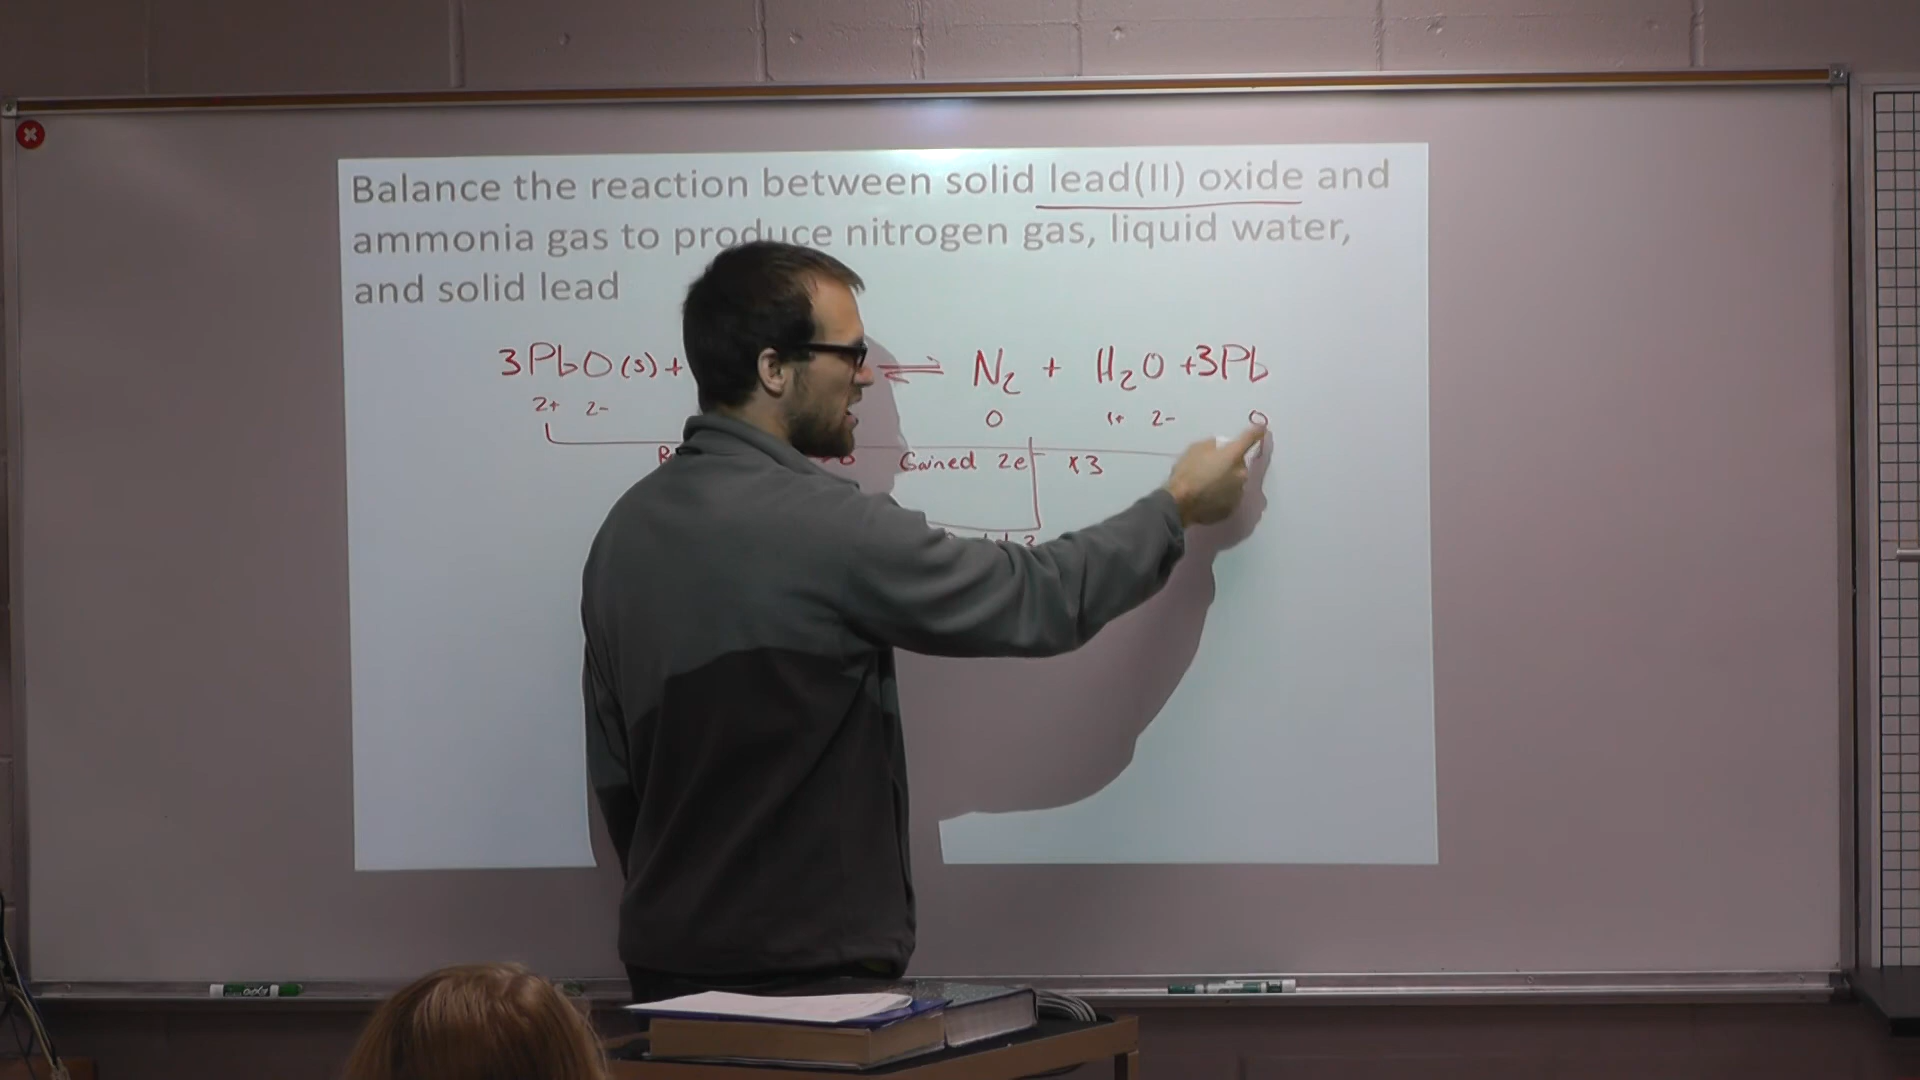 Balance the reaction between solid lead(II) oxide and
ammonia gas to produce nitrogen gas, liquid water,
and solid lead
3PbO(s) + ⇌ N2 + H2O +3Pb
2+ 2- 0 1+ 2- 0
Gained 2e x3
EXPO